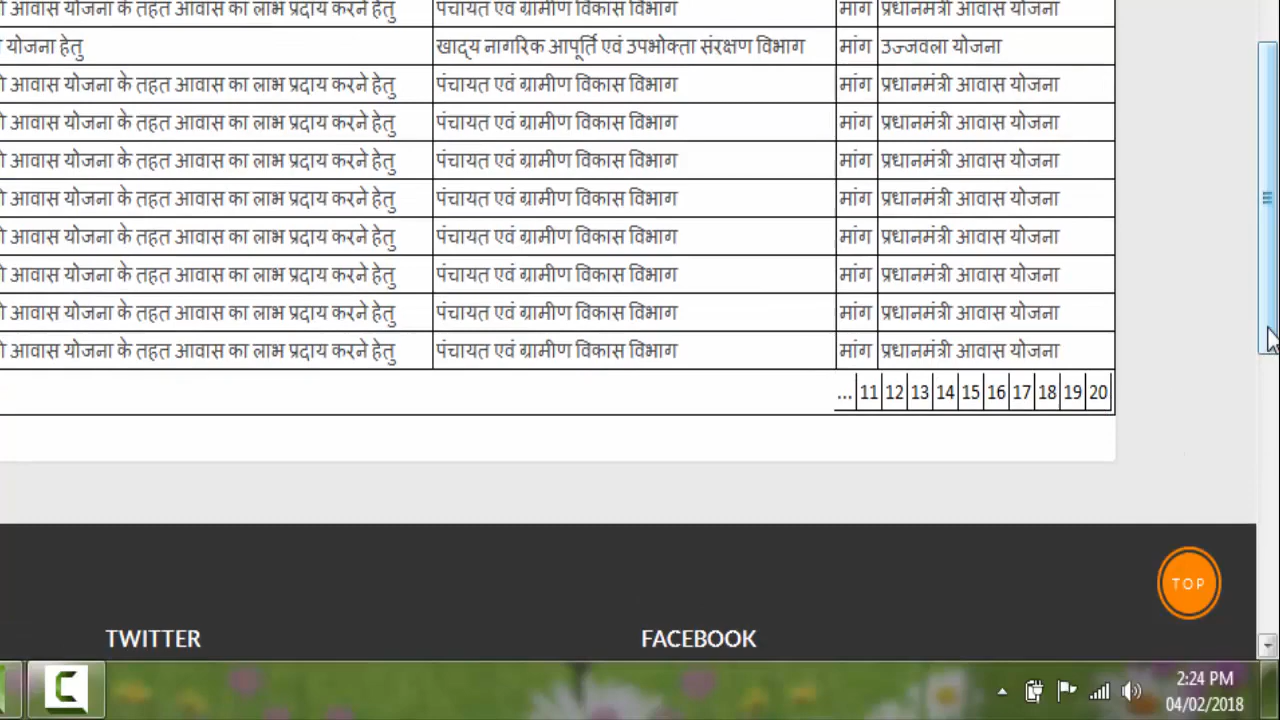 ो आवास योजना के तहत आवास का लाभ प्रदाय करने हेतु पंचायत एवं ग्रामीण विकास विभाग मांग प्रधानमंत्री आवास योजना
योजना हेतु खाद्य नागरिक आपूर्ति एवं उपभोक्ता संरक्षण विभाग मांग उज्जवला योजना
ो आवास योजना के तहत आवास का लाभ प्रदाय करने हेतु पंचायत एवं ग्रामीण विकास विभाग मांग प्रधानमंत्री आवास योजना
ो आवास योजना के तहत आवास का लाभ प्रदाय करने हेतु पंचायत एवं ग्रामीण विकास विभाग मांग प्रधानमंत्री आवास योजना
ो आवास योजना के तहत आवास का लाभ प्रदाय करने हेतु पंचायत एवं ग्रामीण विकास विभाग मांग प्रधानमंत्री आवास योजना
ो आवास योजना के तहत आवास का लाभ प्रदाय करने हेतु पंचायत एवं ग्रामीण विकास विभाग मांग प्रधानमंत्री आवास योजना
ो आवास योजना के तहत आवास का लाभ प्रदाय करने हेतु पंचायत एवं ग्रामीण विकास विभाग मांग प्रधानमंत्री आवास योजना
ो आवास योजना के तहत आवास का लाभ प्रदाय करने हेतु पंचायत एवं ग्रामीण विकास विभाग मांग प्रधानमंत्री आवास योजना
ो आवास योजना के तहत आवास का लाभ प्रदाय करने हेतु पंचायत एवं ग्रामीण विकास विभाग मांग प्रधानमंत्री आवास योजना
ो आवास योजना के तहत आवास का लाभ प्रदाय करने हेतु पंचायत एवं ग्रामीण विकास विभाग मांग प्रधानमंत्री आवास योजना
... 11 12 13 14 15 16 17 18 19 20
TOP
TWITTER FACEBOOK
2:24 PM
04/02/2018